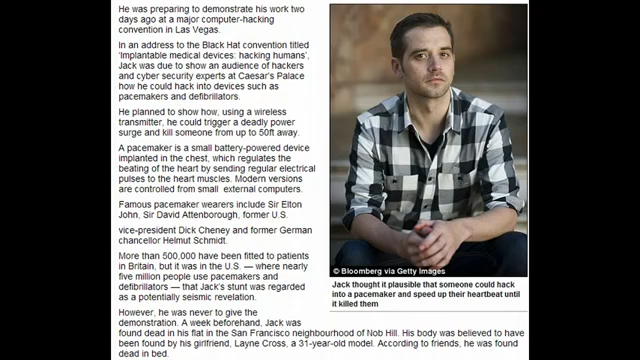 He was preparing to demonstrate his work two
days ago at a major computer-hacking
convention in Las Vegas.
In an address to the Black Hat convention titled
'Implantable medical devices: hacking humans',
Jack was due to show an audience of hackers
and cyber security experts at Caesar's Palace
how he could hack into devices such as
pacemakers and defibrillators.
He planned to show how, using a wireless
transmitter, he could trigger a deadly power
surge and kill someone from up to 50ft away.
A pacemaker is a small battery-powered device
implanted in the chest, which regulates the
beating of the heart by sending regular electrical
pulses to the heart muscles. Modern versions
are controlled from small external computers.
Famous pacemaker wearers include Sir Elton
John, Sir David Attenborough, former U.S.
vice-president Dick Cheney and former German
chancellor Helmut Schmidt.
More than 500,000 have been fitted to patients
in Britain, but it was in the U.S. — where nearly
five million people use pacemakers and
defibrillators — that Jack's stunt was regarded
as a potentially seismic revelation.
However, he was never to give the
demonstration. A week beforehand, Jack was
found dead in his flat in the San Francisco neighbourhood of Nob Hill. His body was believed to have
been found by his girlfriend, Layne Cross, a 31-year-old model. According to friends, he was found
dead in bed.
© Bloomberg via Getty Images
Jack thought it plausible that someone could hack
into a pacemaker and speed up their heartbeat until
it killed them